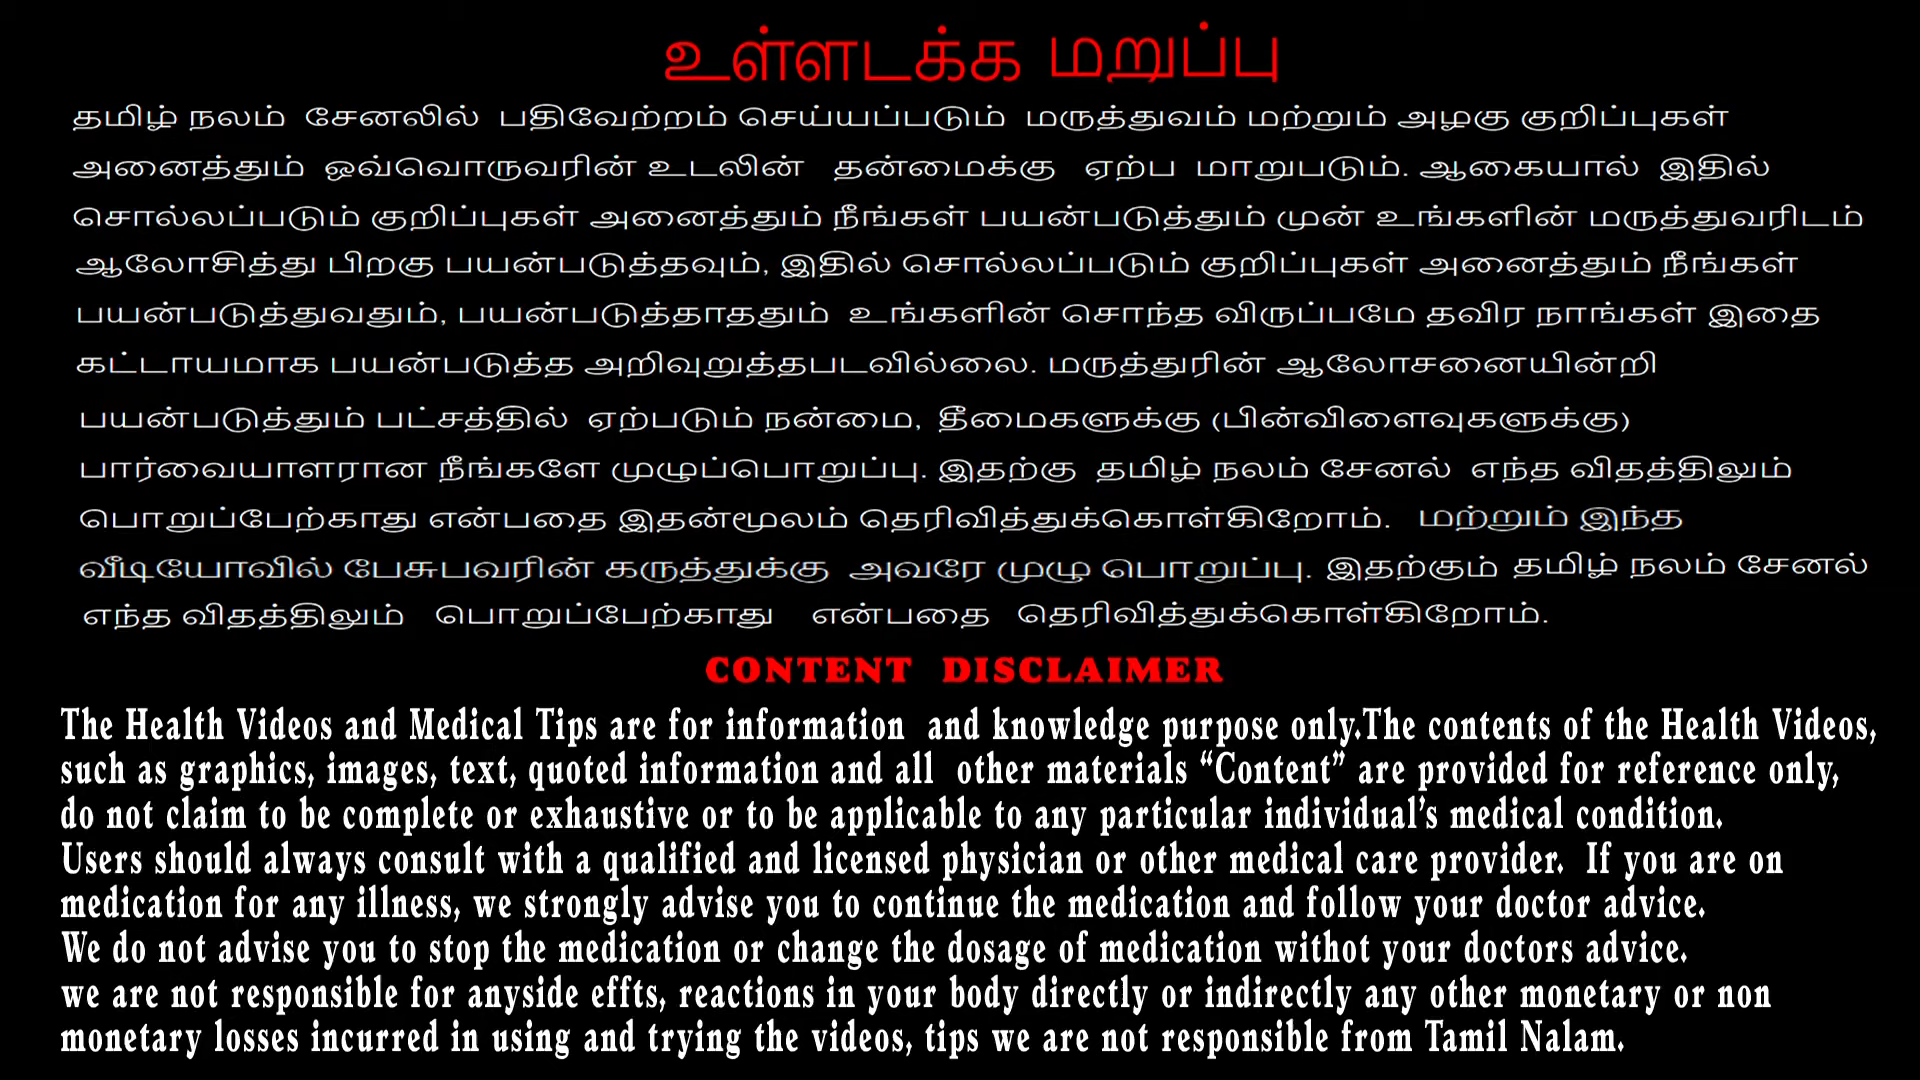 உள்ளடக்க மறுப்பு
தமிழ் நலம் சேனலில் பதிவேற்றம் செய்யப்படும் மருத்துவம் மற்றும் அழகு குறிப்புகள்
அனைத்தும் ஒவ்வொருவரின் உடலின் தன்மைக்கு ஏற்ப மாறுபடும். ஆகையால் இதில்
சொல்லப்படும் குறிப்புகள் அனைத்தும் நீங்கள் பயன்படுத்தும் முன் உங்களின் மருத்துவரிடம்
ஆலோசித்து பிறகு பயன்படுத்தவும், இதில் சொல்லப்படும் குறிப்புகள் அனைத்தும் நீங்கள்
பயன்படுத்துவதும், பயன்படுத்தாததும் உங்களின் சொந்த விருப்பமே தவிர நாங்கள் இதை
கட்டாயமாக பயன்படுத்த அறிவுறுத்தபடவில்லை. மருத்துரின் ஆலோசனையின்றி
பயன்படுத்தும் பட்சத்தில் ஏற்படும் நன்மை, தீமைகளுக்கு (பின்விளைவுகளுக்கு)
பார்வையாளரான நீங்களே முழுப்பொறுப்பு. இதற்கு தமிழ் நலம் சேனல் எந்த விதத்திலும்
பொறுப்பேற்காது என்பதை இதன்மூலம் தெரிவித்துக்கொள்கிறோம். மற்றும் இந்த
வீடியோவில் பேசுபவரின் கருத்துக்கு அவரே முழு பொறுப்பு. இதற்கும் தமிழ் நலம் சேனல்
எந்த விதத்திலும் பொறுப்பேற்காது என்பதை தெரிவித்துக்கொள்கிறோம்.
CONTENT DISCLAIMER
The Health Videos and Medical Tips are for information and knowledge purpose only.The contents of the Health Videos,
such as graphics, images, text, quoted information and all other materials “Content” are provided for reference only,
do not claim to be complete or exhaustive or to be applicable to any particular individual’s medical condition.
Users should always consult with a qualified and licensed physician or other medical care provider. If you are on
medication for any illness, we strongly advise you to continue the medication and follow your doctor advice.
We do not advise you to stop the medication or change the dosage of medication withot your doctors advice.
we are not responsible for anyside effts, reactions in your body directly or indirectly any other monetary or non
monetary losses incurred in using and trying the videos, tips we are not responsible from Tamil Nalam.